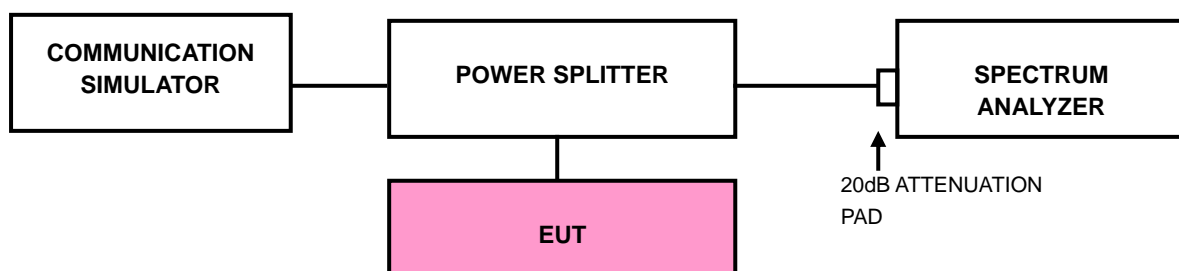 COMMUNICATION
SIMULATOR
POWER SPLITTER
SPECTRUM
ANALYZER
20dB ATTENUATION
PAD
EUT